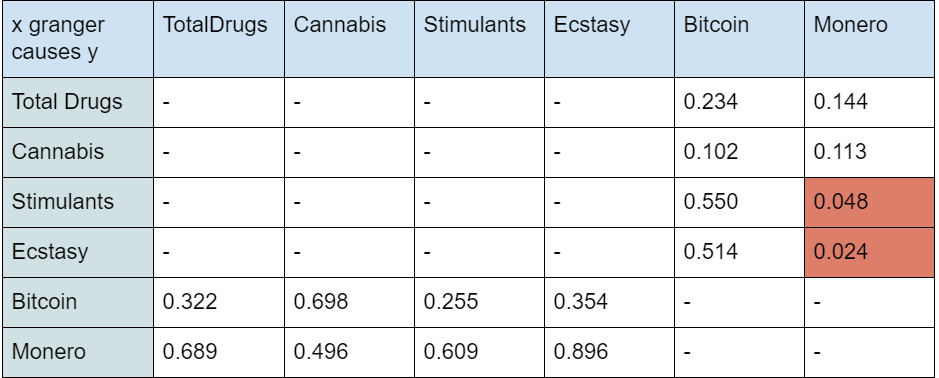 x granger causes y TotalDrugs Cannabis Stimulants Ecstasy Bitcoin Monero
Total Drugs - - - - 0.234 0.144
Cannabis - - - - 0.102 0.113
Stimulants - - - - 0.550 0.048
Ecstasy - - - - 0.514 0.024
Bitcoin 0.322 0.698 0.255 0.354 - -
Monero 0.689 0.496 0.609 0.896 - -